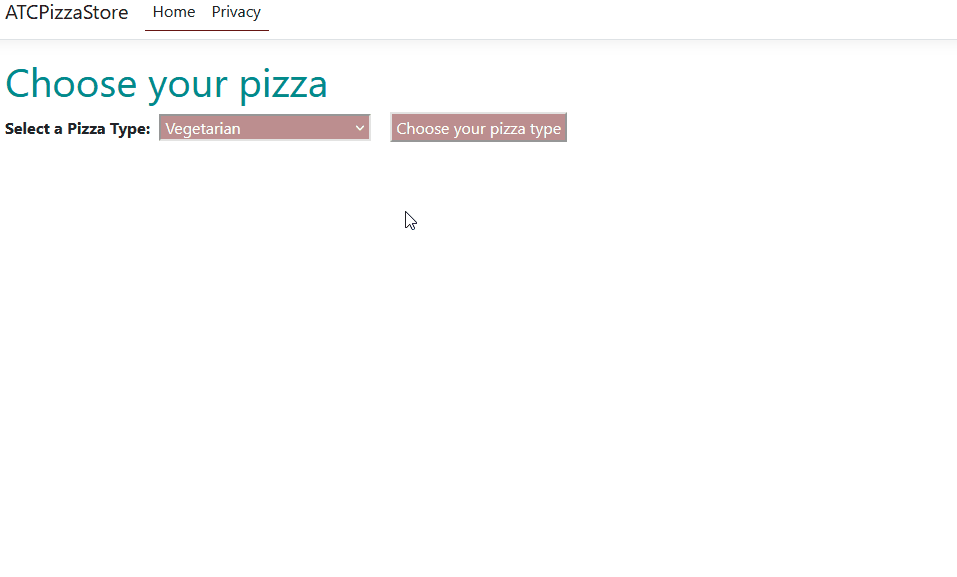 ATCPizzaStore Home Privacy
Choose your pizza
Select a Pizza Type: Vegetarian Choose your pizza type